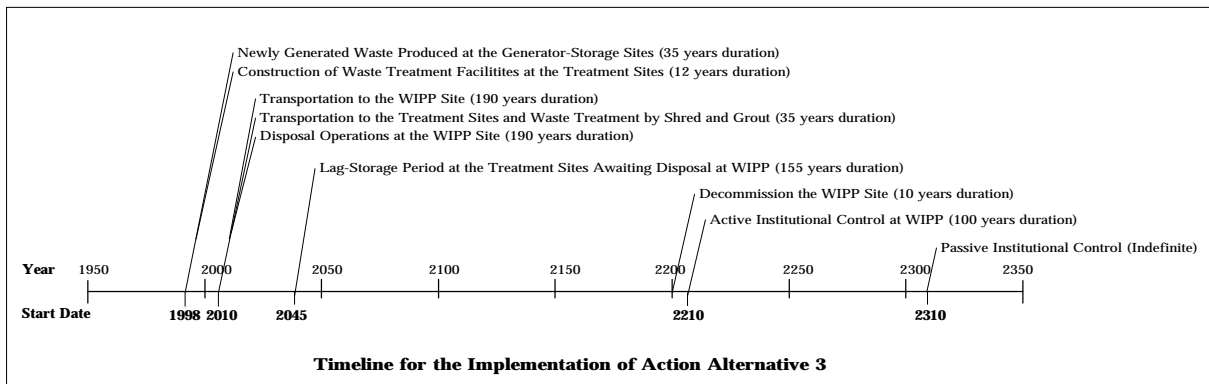 Newly Generated Waste Produced at the Generator-Storage Sites (35 years duration)
Construction of Waste Treatment Facilitites at the Treatment Sites (12 years duration)
Transportation to the WIPP Site (190 years duration)
Transportation to the Treatment Sites and Waste Treatment by Shred and Grout (35 years duration)
Disposal Operations at the WIPP Site (190 years duration)
Lag-Storage Period at the Treatment Sites Awaiting Disposal at WIPP (155 years duration)
Decommission the WIPP Site (10 years duration)
Active Institutional Control at WIPP (100 years duration)
Passive Institutional Control (Indefinite)
Year 1950 2000 2050 2100 2150 2200 2250 2300 2350
Start Date 1998 2010 2045 2210 2310
Timeline for the Implementation of Action Alternative 3